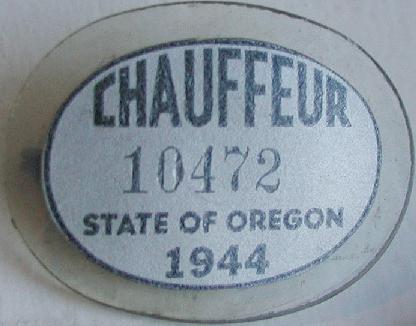 CHAUFFEUR
10472
STATE OF OREGON
1944